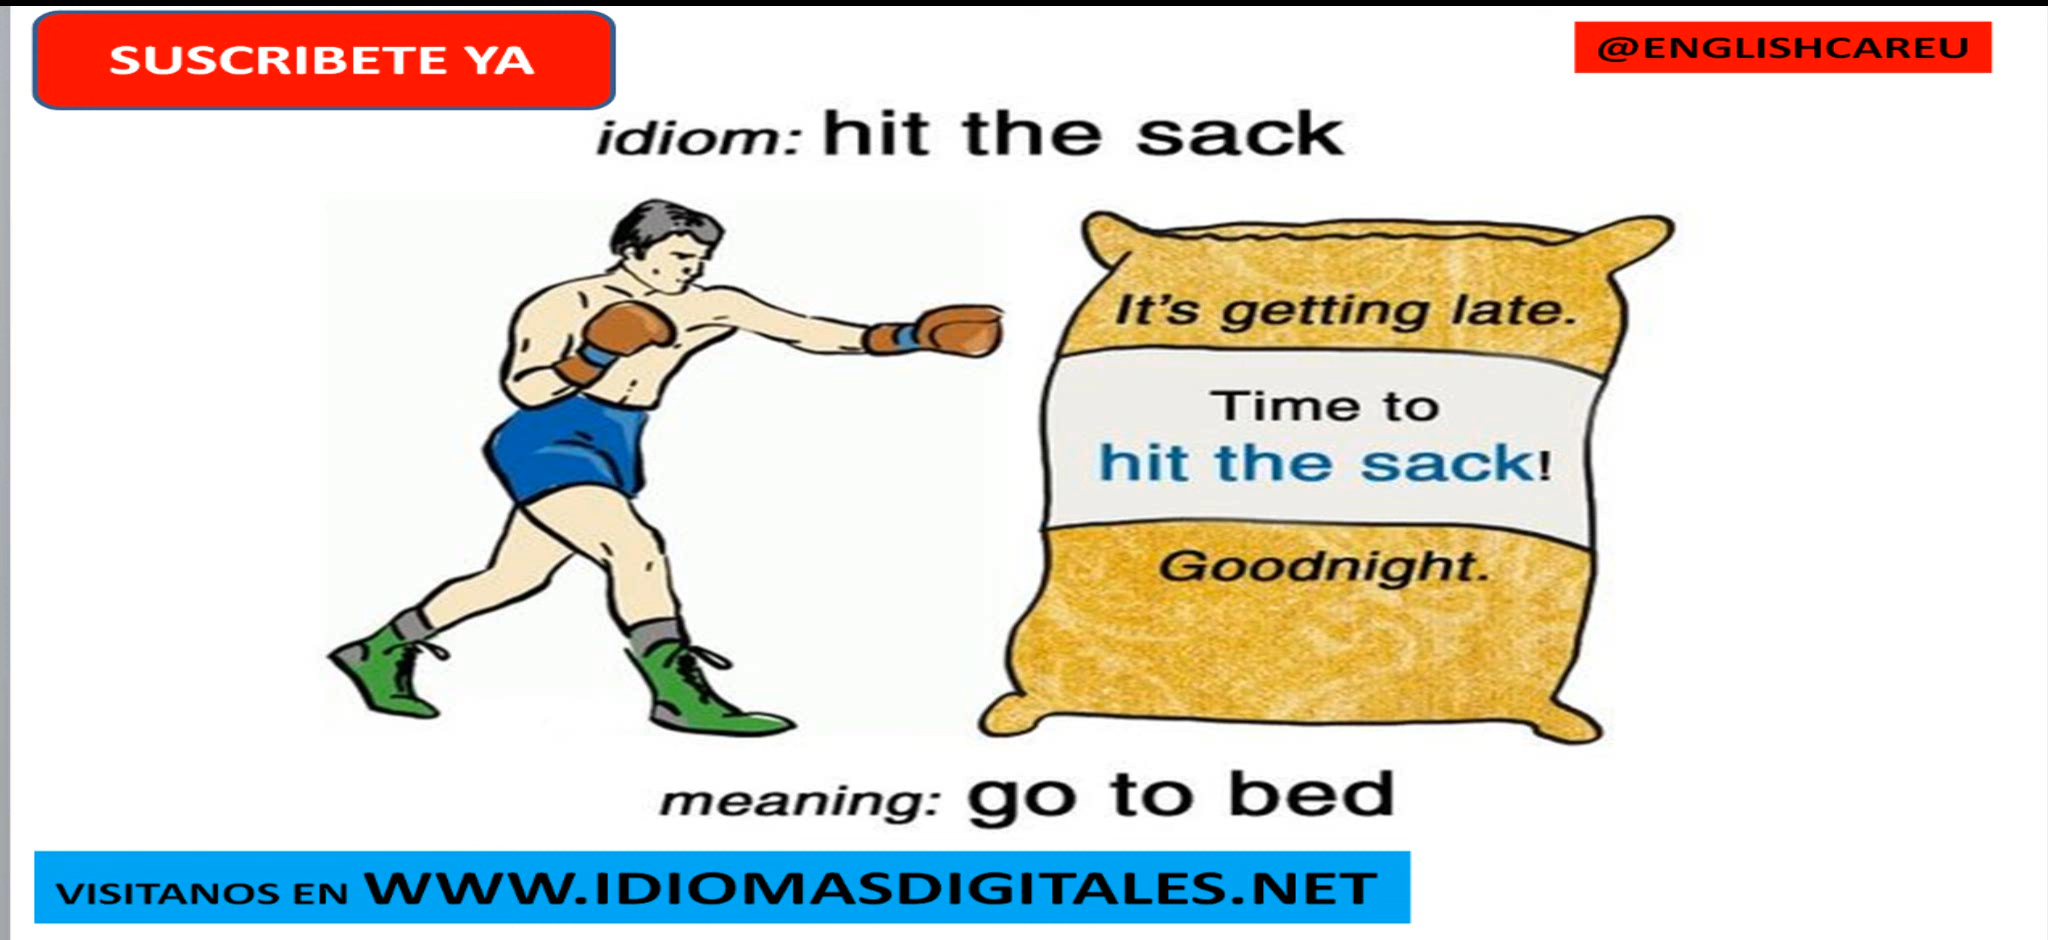 SUSCRIBETE YA
@ENGLISHCAREU
idiom: hit the sack
It's getting late.
Time to
hit the sack!
Goodnight.
meaning: go to bed
VISITANOS EN WWW.IDIOMASDIGITALES.NET